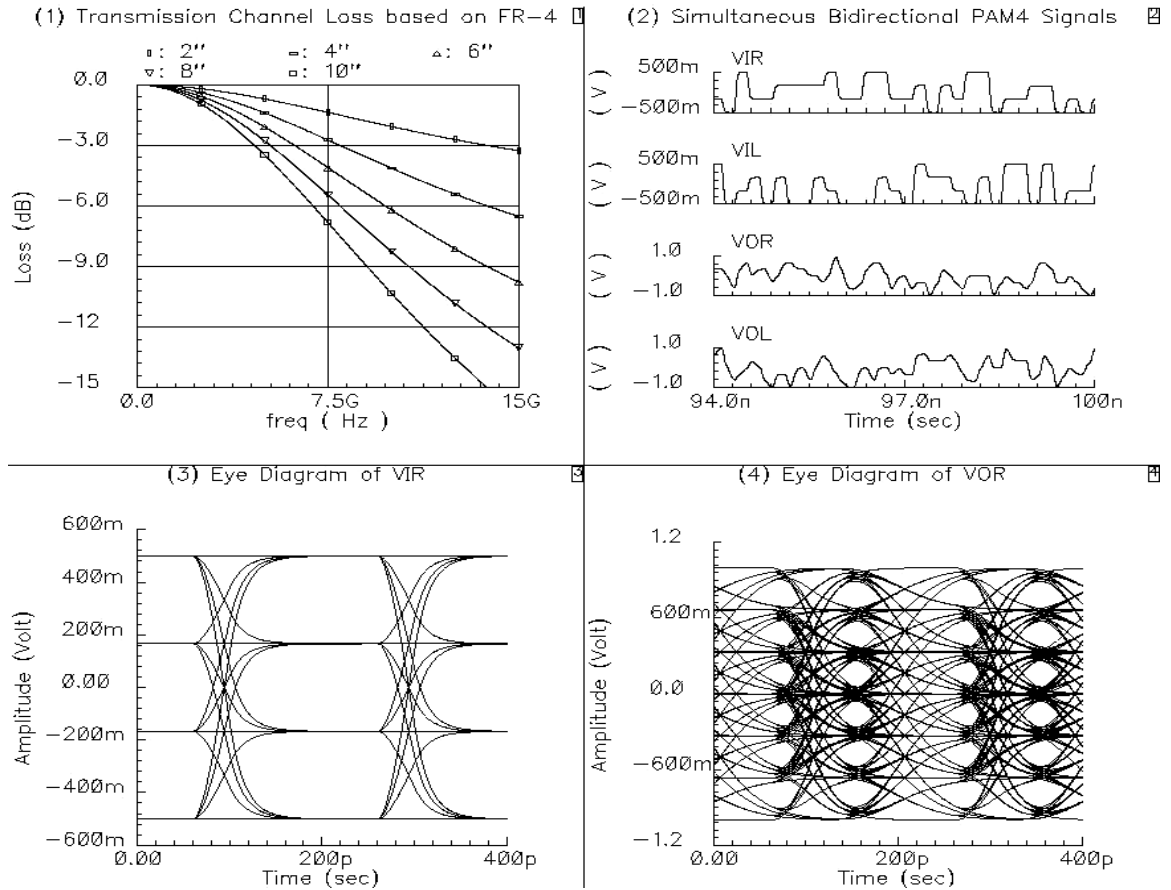 (1) Transmission Channel Loss based on FR-4 1
: 2" : 4" : 6"
: 8" : 10"
0.0
-3.0
-6.0
-9.0
-12
-15
Loss (dB)
0.0 7.5G 15G
freq ( Hz )
(2) Simultaneous Bidirectional PAM4 Signals 2
VIR
500m
-500m
( V )
VIL
500m
-500m
( V )
VOR
1.0
-1.0
( V )
VOL
1.0
-1.0
( V )
94.0n 97.0n 100n
Time (sec)
(3) Eye Diagram of VIR 3
600m
400m
200m
0.00
-200m
-400m
-600m
Amplitude (Volt)
0.00 200p 400p
Time (sec)
(4) Eye Diagram of VOR 4
1.2
600m
0.0
-600m
-1.2
Amplitude (Volt)
0.00 200p 400p
Time (sec)